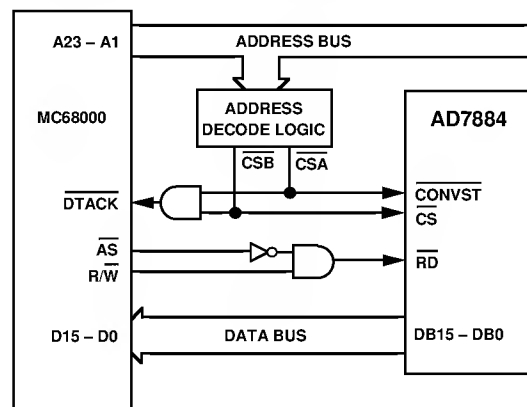 A23 – A1
ADDRESS BUS
MC68000
ADDRESS
DECODE LOGIC
AD7884
CSB
CSA
DTACK
CONVST
CS
AS
R/W
RD
D15 – D0
DATA BUS
DB15 – DB0